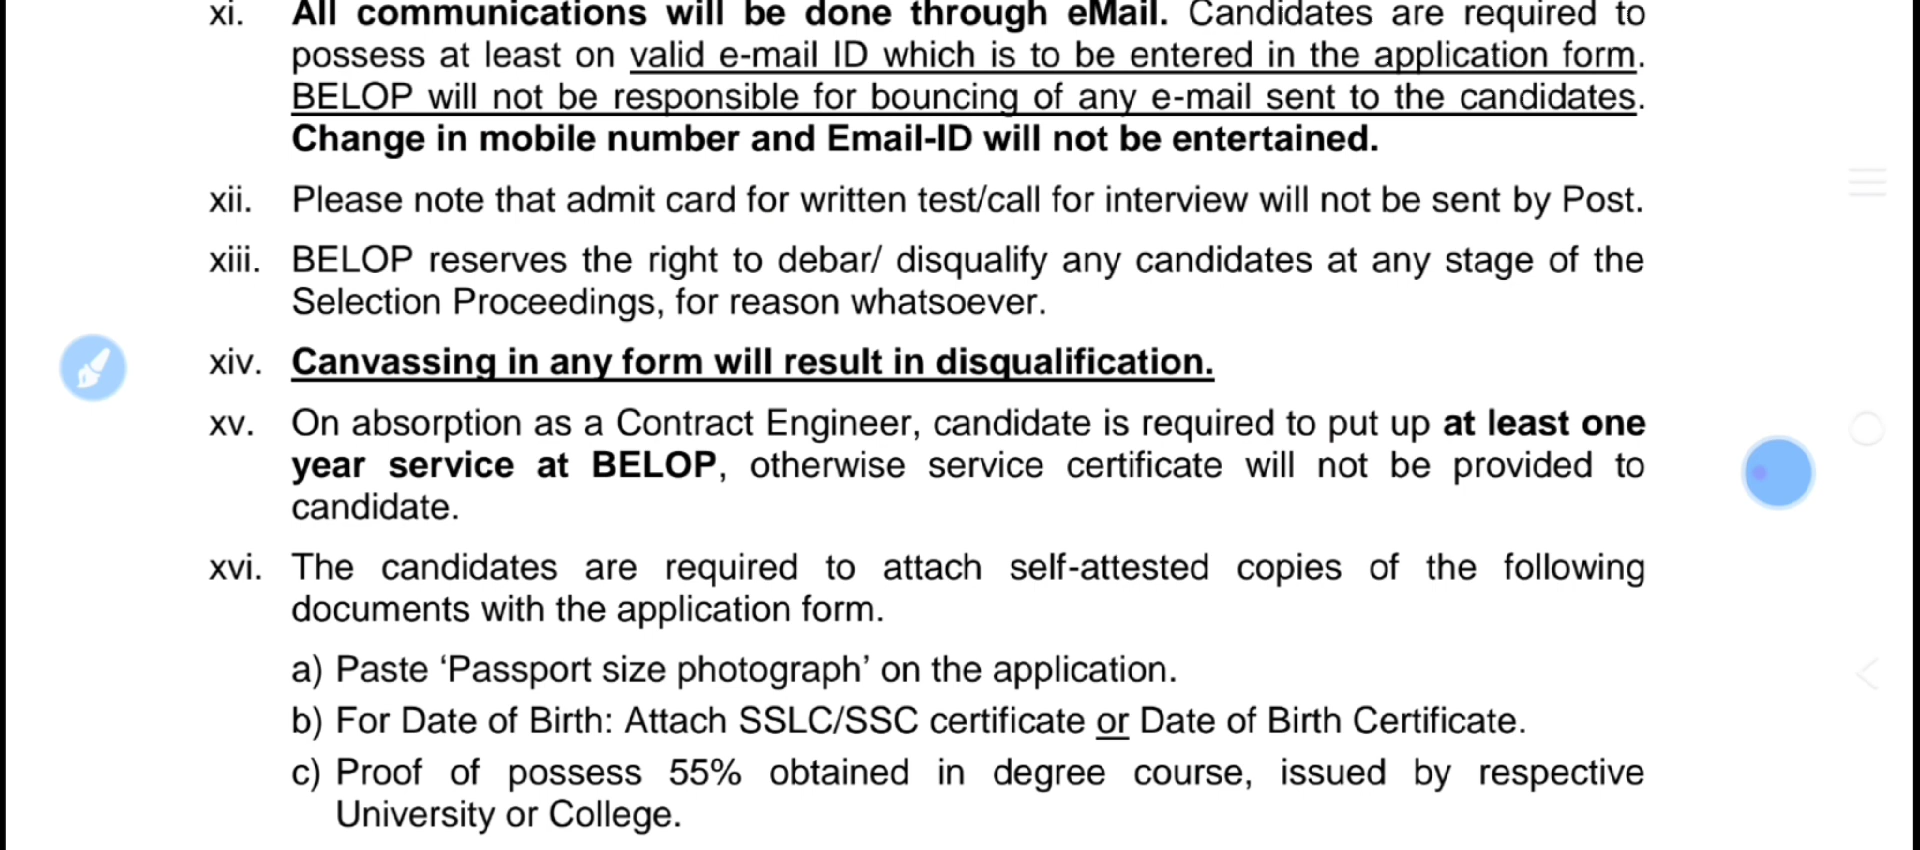 xi. All communications will be done through eMail. Candidates are required to
possess at least on valid e-mail ID which is to be entered in the application form.
BELOP will not be responsible for bouncing of any e-mail sent to the candidates.
Change in mobile number and Email-ID will not be entertained.
xii. Please note that admit card for written test/call for interview will not be sent by Post.
xiii. BELOP reserves the right to debar/ disqualify any candidates at any stage of the
Selection Proceedings, for reason whatsoever.
xiv. Canvassing in any form will result in disqualification.
xv. On absorption as a Contract Engineer, candidate is required to put up at least one
year service at BELOP, otherwise service certificate will not be provided to
candidate.
xvi. The candidates are required to attach self-attested copies of the following
documents with the application form.
a) Paste ‘Passport size photograph’ on the application.
b) For Date of Birth: Attach SSLC/SSC certificate or Date of Birth Certificate.
c) Proof of possess 55% obtained in degree course, issued by respective
University or College.